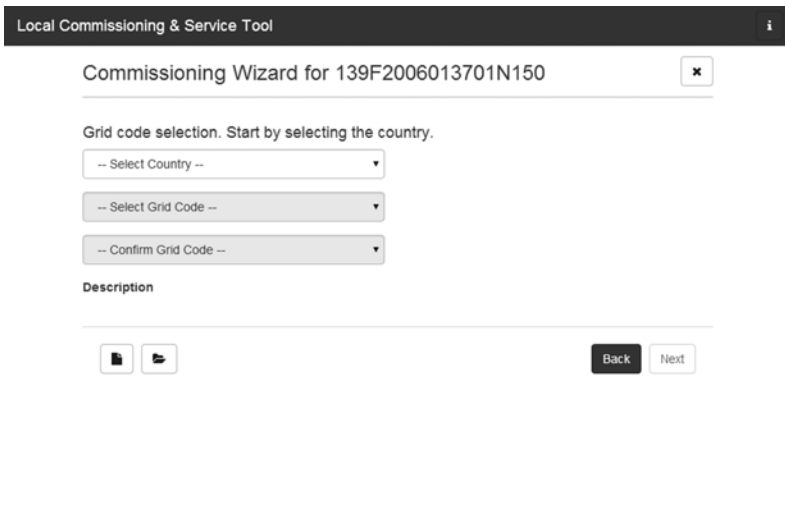 Local Commissioning & Service Tool
i
Commissioning Wizard for 139F2006013701N150
Grid code selection. Start by selecting the country.
-- Select Country --
-- Select Grid Code --
-- Confirm Grid Code --
Description
Back Next